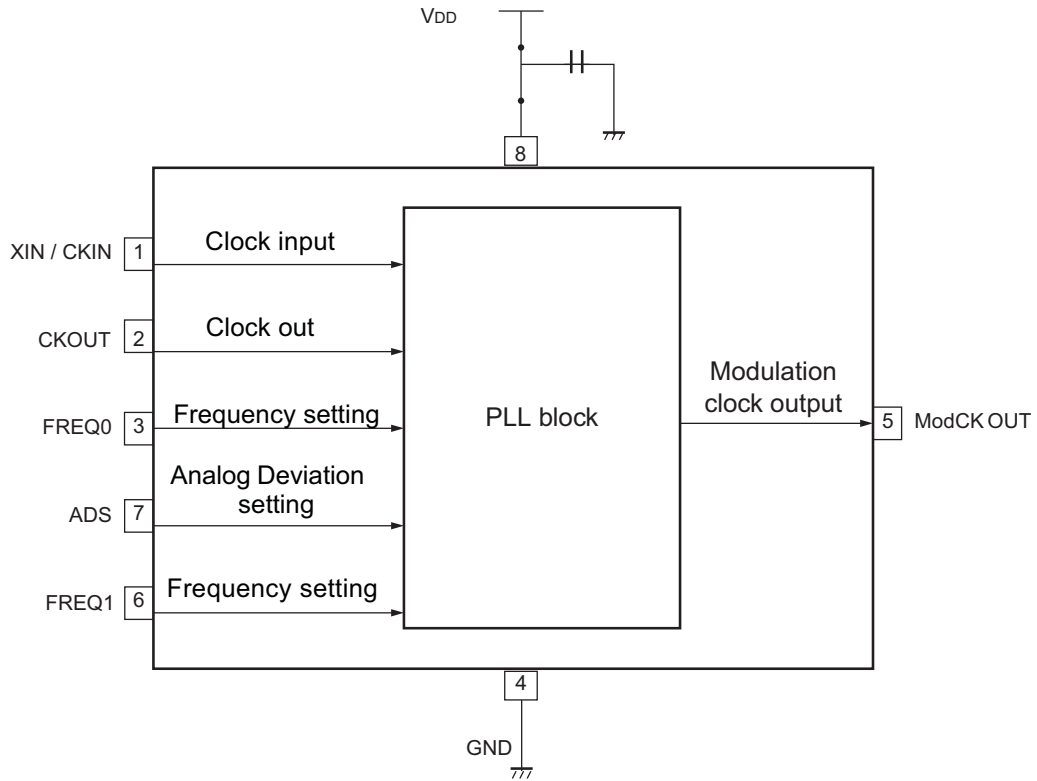 VDD
8
XIN / CKIN
1
Clock input
CKOUT
2
Clock out
FREQ0
3
Frequency setting
ADS
7
Analog Deviation
setting
FREQ1
6
Frequency setting
PLL block
Modulation
clock output
5
ModCK OUT
4
GND